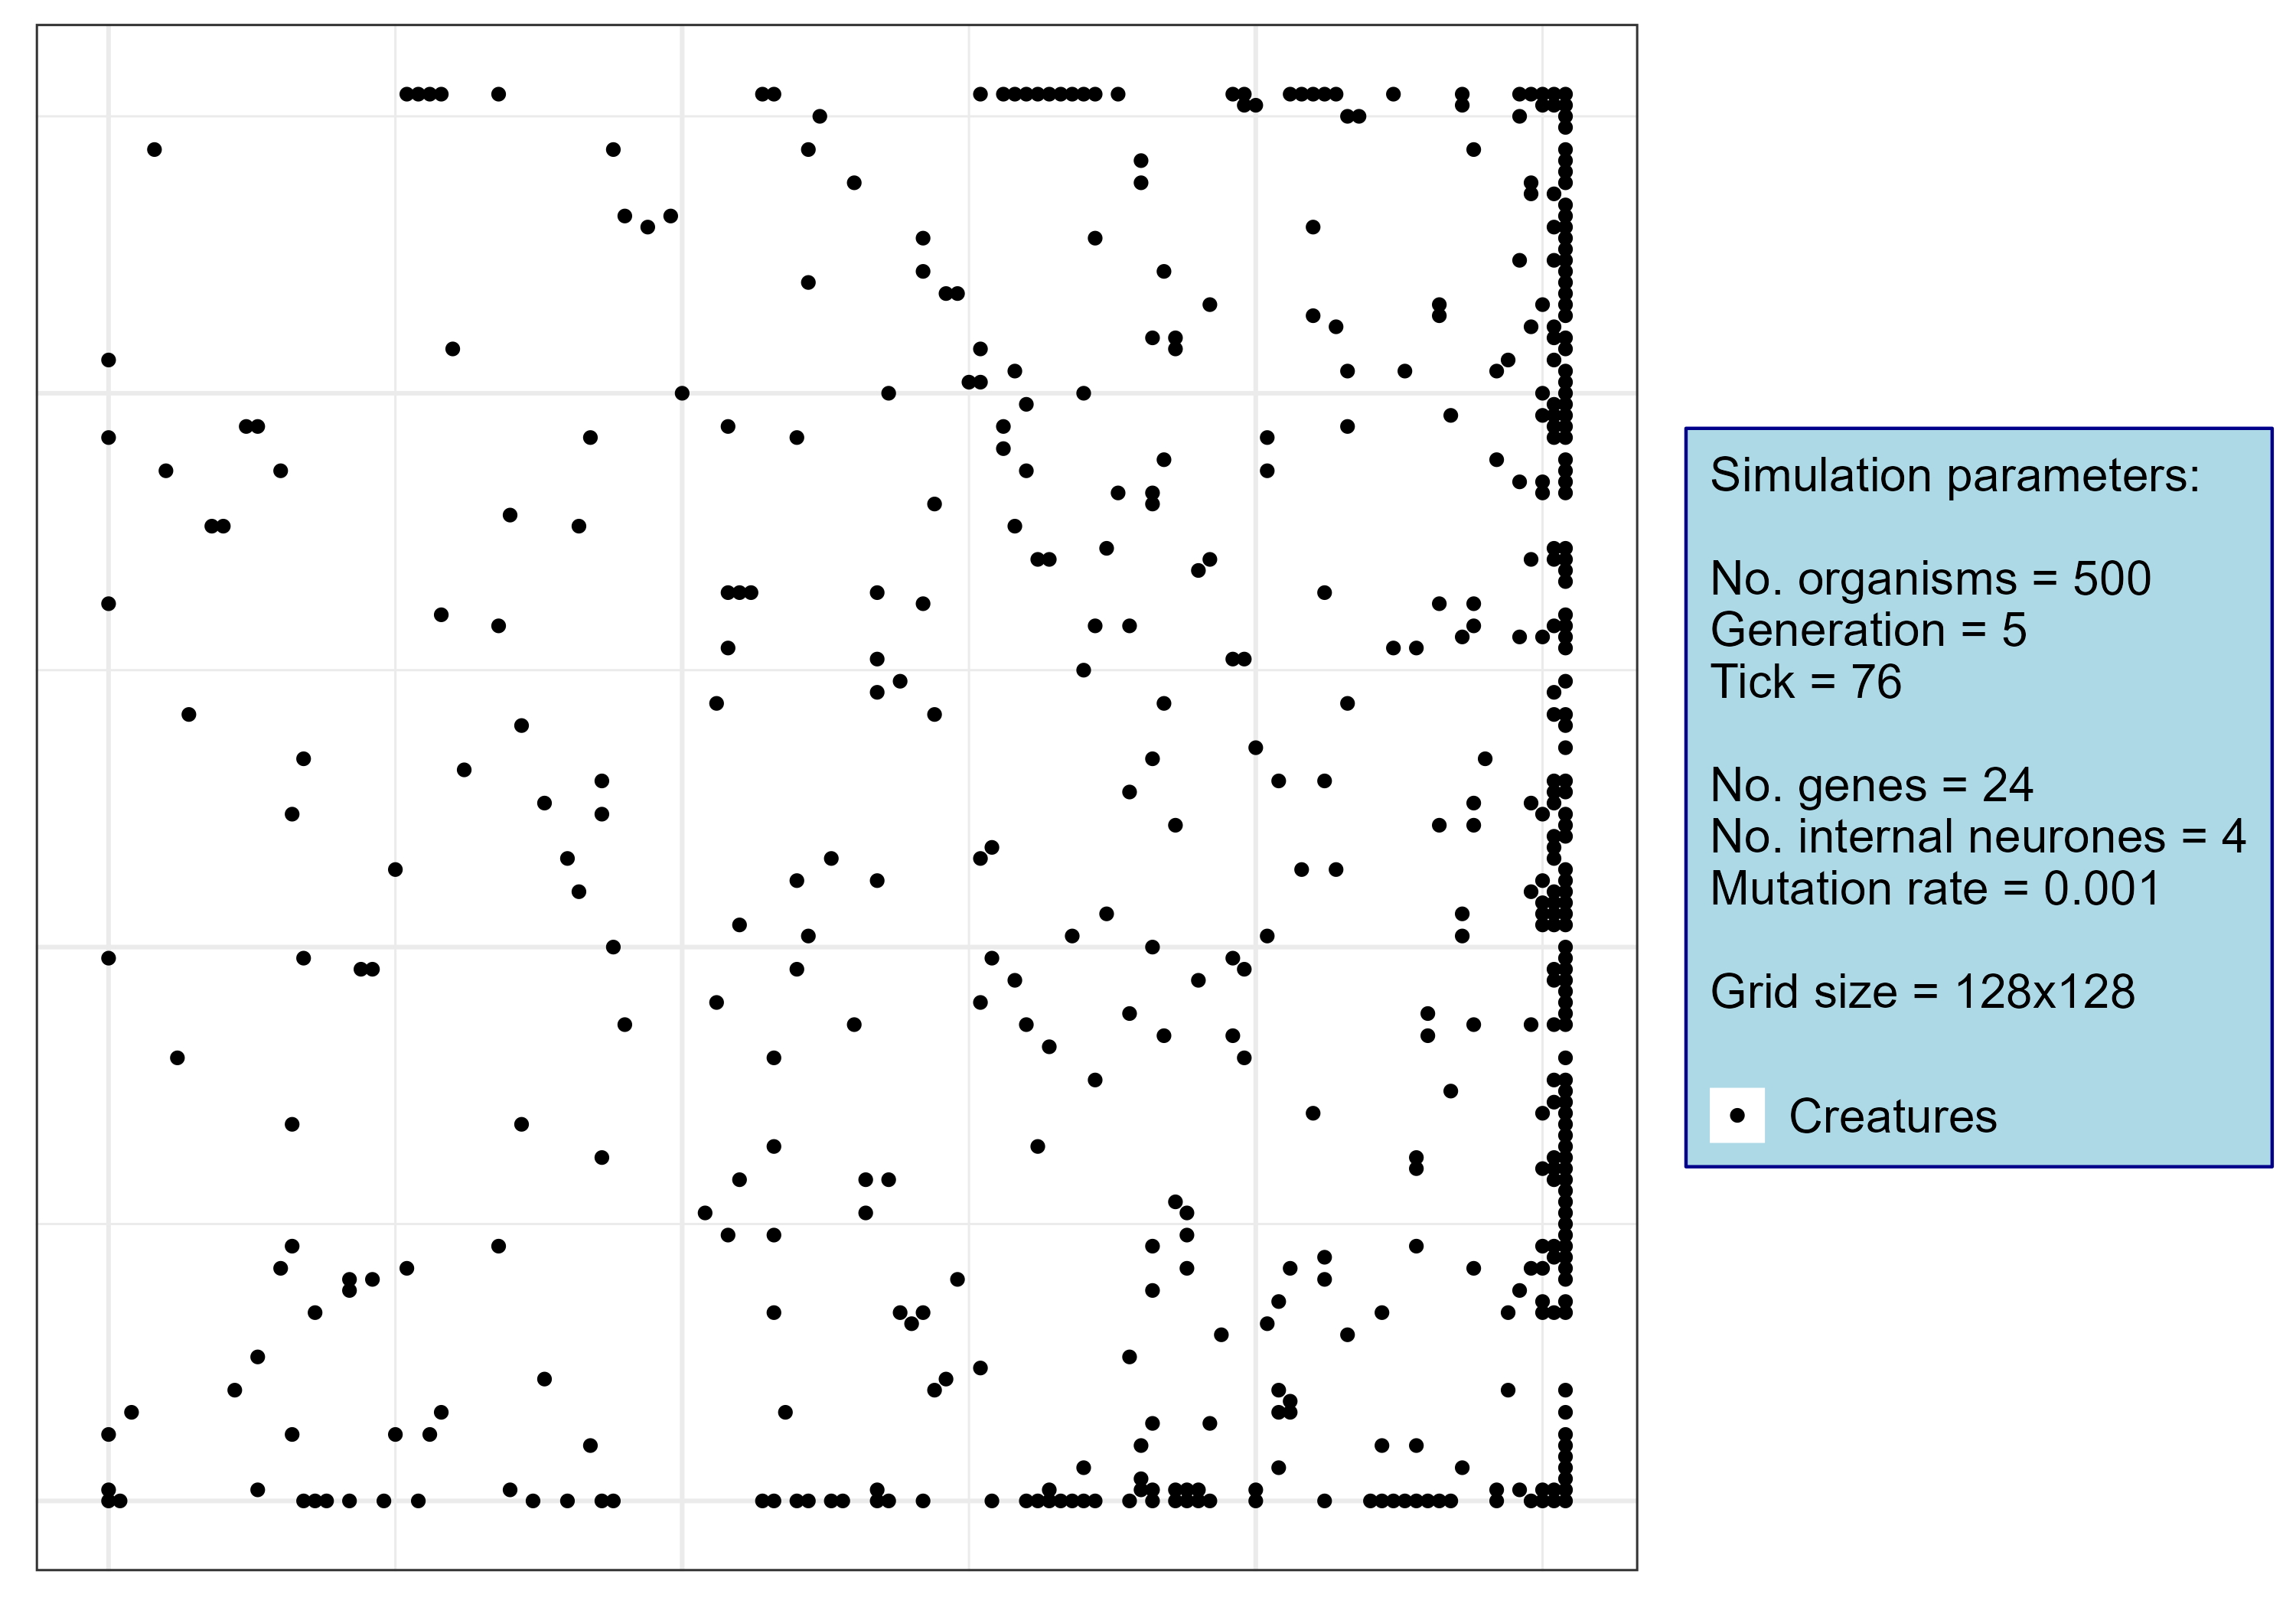 Simulation parameters:
No. organisms = 500
Generation = 5
Tick = 76
No. genes = 24
No. internal neurones = 4
Mutation rate = 0.001
Grid size = 128x128
Creatures